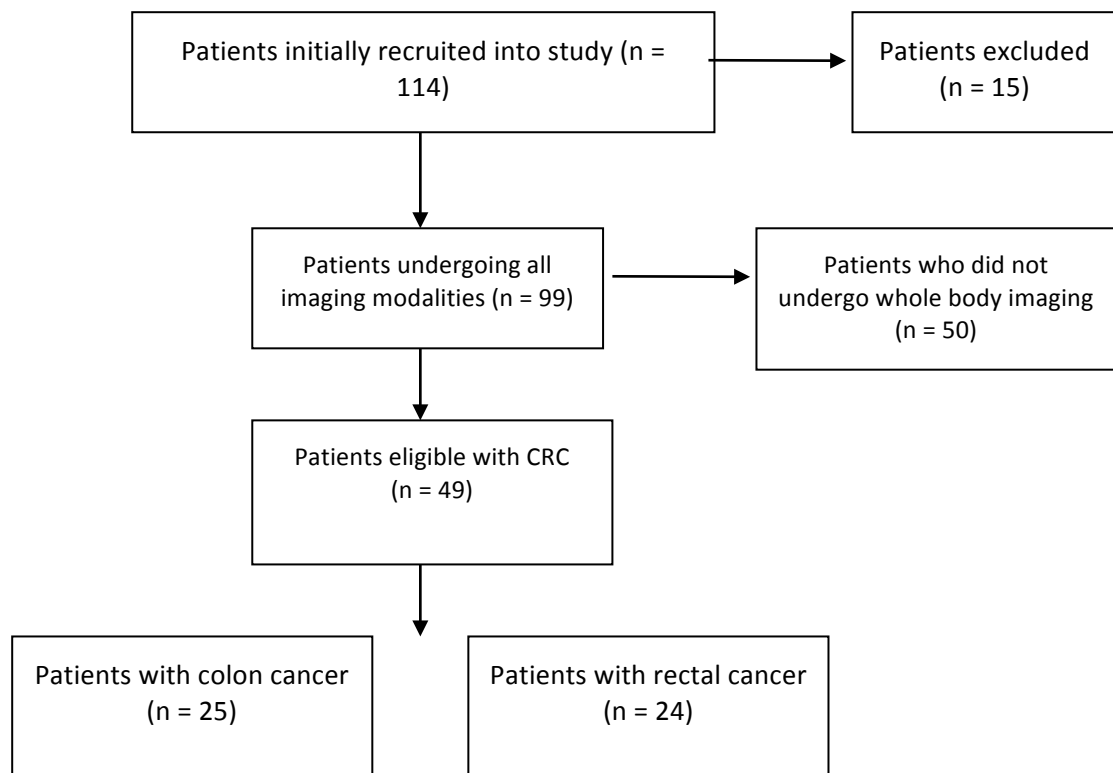 Patients initially recruited into study (n =
114)
Patients excluded
(n = 15)
Patients undergoing all
imaging modalities (n = 99)
Patients who did not
undergo whole body imaging
(n = 50)
Patients eligible with CRC
(n = 49)
Patients with colon cancer
(n = 25)
Patients with rectal cancer
(n = 24)